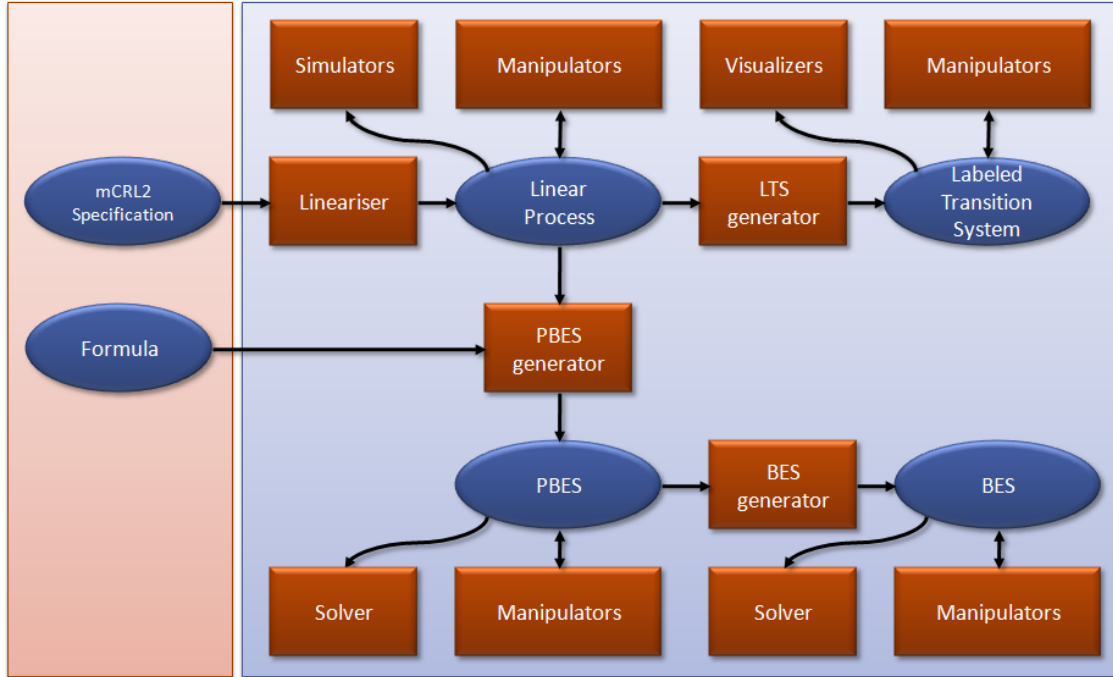 Simulators
Manipulators
Visualizers
Manipulators
mCRL2
Specification
Lineariser
Linear
Process
LTS
generator
Labeled
Transition
System
Formula
PBES
generator
PBES
BES
generator
BES
Solver
Manipulators
Solver
Manipulators